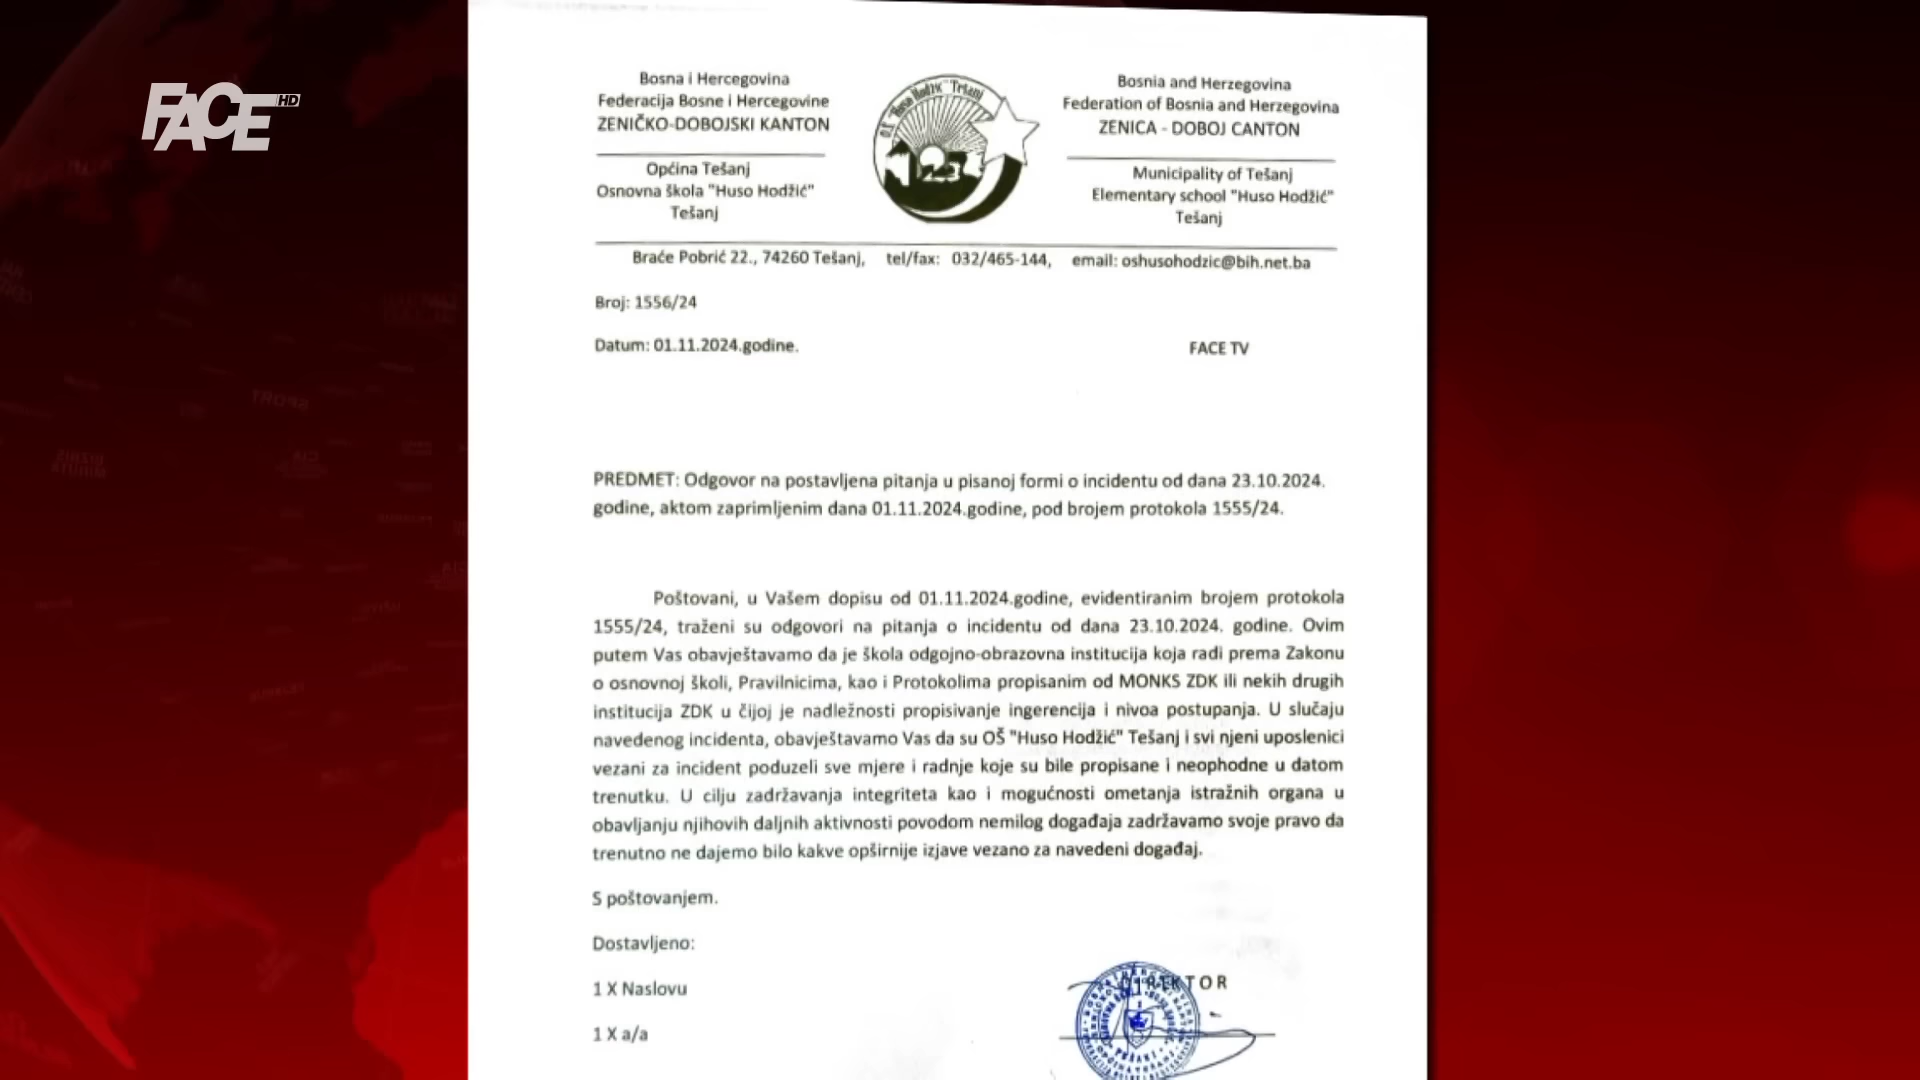 FACE HD
Bosna i Hercegovina
Federacija Bosne i Hercegovine
ZENIČKO-DOBOJSKI KANTON
Općina Tešanj
Osnovna škola "Huso Hodžić"
Tešanj
O.Š. "Huso Hodžić" Tešanj
Bosnia and Herzegovina
Federation of Bosnia and Herzegovina
ZENICA - DOBOJ CANTON
Municipality of Tešanj
Elementary school "Huso Hodžić"
Tešanj
Braće Pobrić 22., 74260 Tešanj, tel/fax: 032/465-144, email: oshusohodzic@bih.net.ba
Broj: 1556/24
Datum: 01.11.2024.godine.
FACE TV
PREDMET: Odgovor na postavljena pitanja u pisanoj formi o incidentu od dana 23.10.2024.
godine, aktom zaprimljenim dana 01.11.2024.godine, pod brojem protokola 1555/24.
Poštovani, u Vašem dopisu od 01.11.2024.godine, evidentiranim brojem protokola
1555/24, traženi su odgovori na pitanja o incidentu od dana 23.10.2024. godine. Ovim
putem Vas obavještavamo da je škola odgojno-obrazovna institucija koja radi prema Zakonu
o osnovnoj školi, Pravilnicima, kao i Protokolima propisanim od MONKS ZDK ili nekih drugih
institucija ZDK u čijoj je nadležnosti propisivanje ingerencija i nivoa postupanja. U slučaju
navedenog incidenta, obavještavamo Vas da su OŠ "Huso Hodžić" Tešanj i svi njeni uposlenici
vezani za incident poduzeli sve mjere i radnje koje su bile propisane i neophodne u datom
trenutku. U cilju zadržavanja integriteta kao i mogućnosti ometanja istražnih organa u
obavljanju njihovih daljnih aktivnosti povodom nemilog događaja zadržavamo svoje pravo da
trenutno ne dajemo bilo kakve opširnije izjave vezano za navedeni događaj.
S poštovanjem.
Dostavljeno:
1 X Naslovu
1 X a/a
DIREKTOR
TEŠANJ